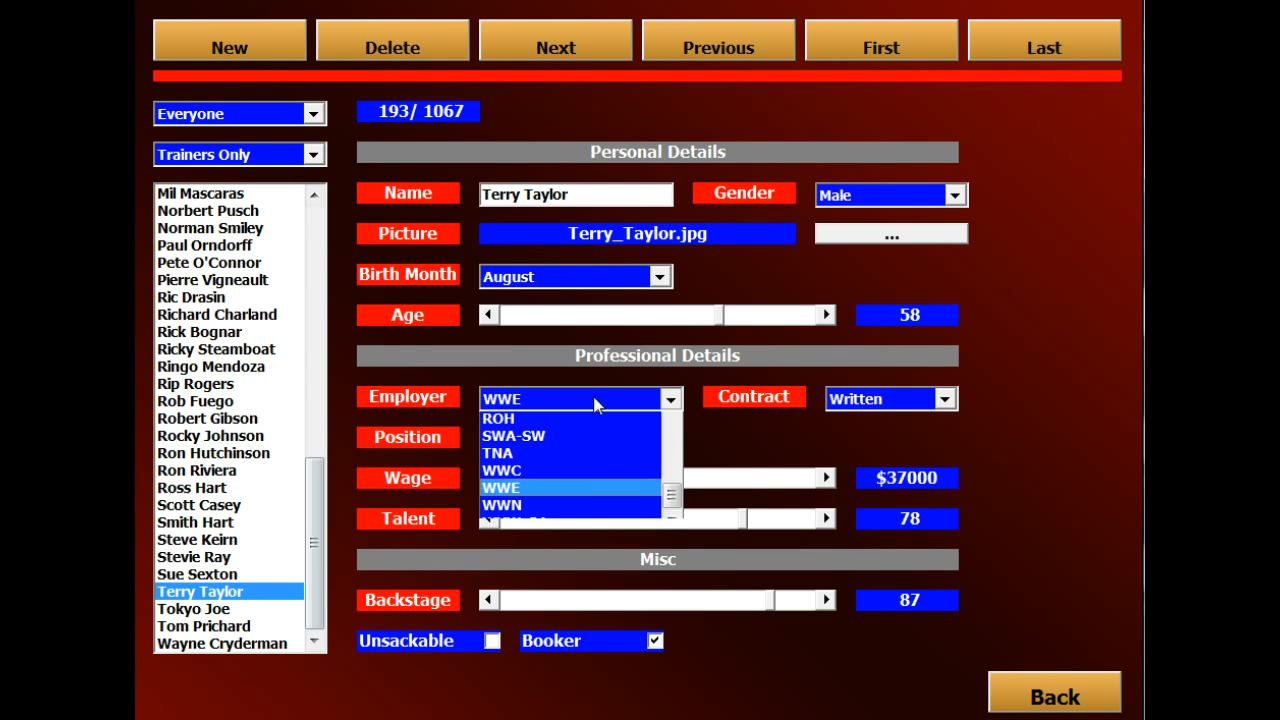 New Delete Next Previous First Last
Everyone 193/ 1067
Trainers Only Personal Details
Mil Mascaras
Norbert Pusch
Norman Smiley
Paul Orndorff
Pete O'Connor
Pierre Vigneault
Ric Drasin
Richard Charland
Rick Bognar
Ricky Steamboat
Ringo Mendoza
Rip Rogers
Rob Fuego
Robert Gibson
Rocky Johnson
Ron Hutchinson
Ron Riviera
Ross Hart
Scott Casey
Smith Hart
Steve Keirn
Stevie Ray
Sue Sexton
Terry Taylor
Tokyo Joe
Tom Prichard
Wayne Cryderman
Name Terry Taylor Gender Male
Picture Terry_Taylor.jpg ...
Birth Month August
Age 58
Professional Details
Employer WWE Contract Written
ROH
SWA-SW
TNA
WWC
WWE
WWN
Position
Wage $37000
Talent 78
Misc
Backstage 87
Unsackable Booker
Back